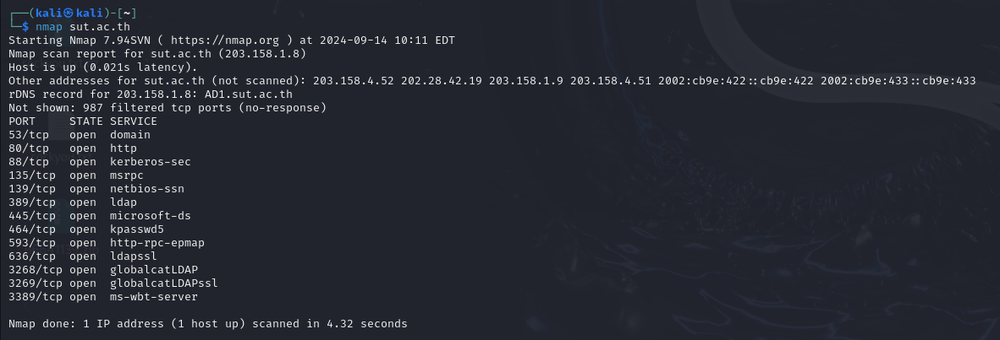 ┌──(kali㉿kali)-[~]
└─$ nmap sut.ac.th
Starting Nmap 7.94SVN ( https://nmap.org ) at 2024-09-14 10:11 EDT
Nmap scan report for sut.ac.th (203.158.1.8)
Host is up (0.021s latency).
Other addresses for sut.ac.th (not scanned): 203.158.4.52 202.28.42.19 203.158.1.9 203.158.4.51 2002:cb9e:422::cb9e:422 2002:cb9e:433::cb9e:433
rDNS record for 203.158.1.8: AD1.sut.ac.th
Not shown: 987 filtered tcp ports (no-response)
PORT     STATE SERVICE
53/tcp   open  domain
80/tcp   open  http
88/tcp   open  kerberos-sec
135/tcp  open  msrpc
139/tcp  open  netbios-ssn
389/tcp  open  ldap
445/tcp  open  microsoft-ds
464/tcp  open  kpasswd5
593/tcp  open  http-rpc-epmap
636/tcp  open  ldapssl
3268/tcp open  globalcatLDAP
3269/tcp open  globalcatLDAPssl
3389/tcp open  ms-wbt-server
Nmap done: 1 IP address (1 host up) scanned in 4.32 seconds